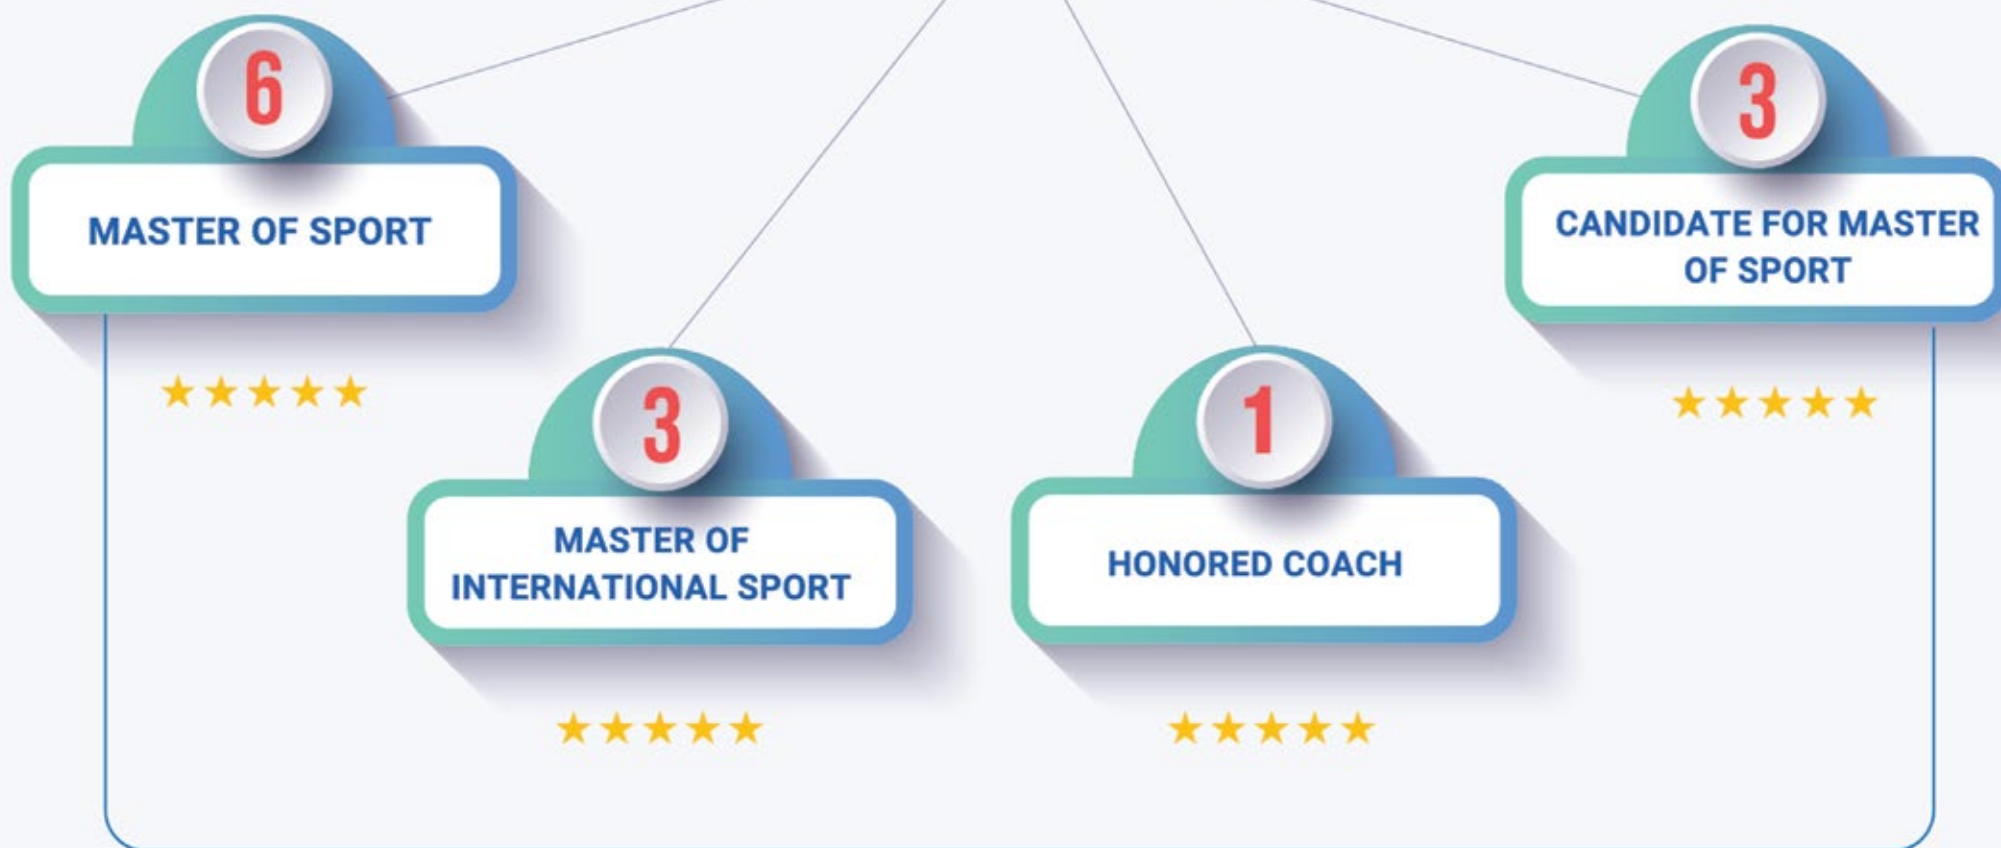 6
MASTER OF SPORT
3
MASTER OF
INTERNATIONAL SPORT
1
HONORED COACH
3
CANDIDATE FOR MASTER
OF SPORT